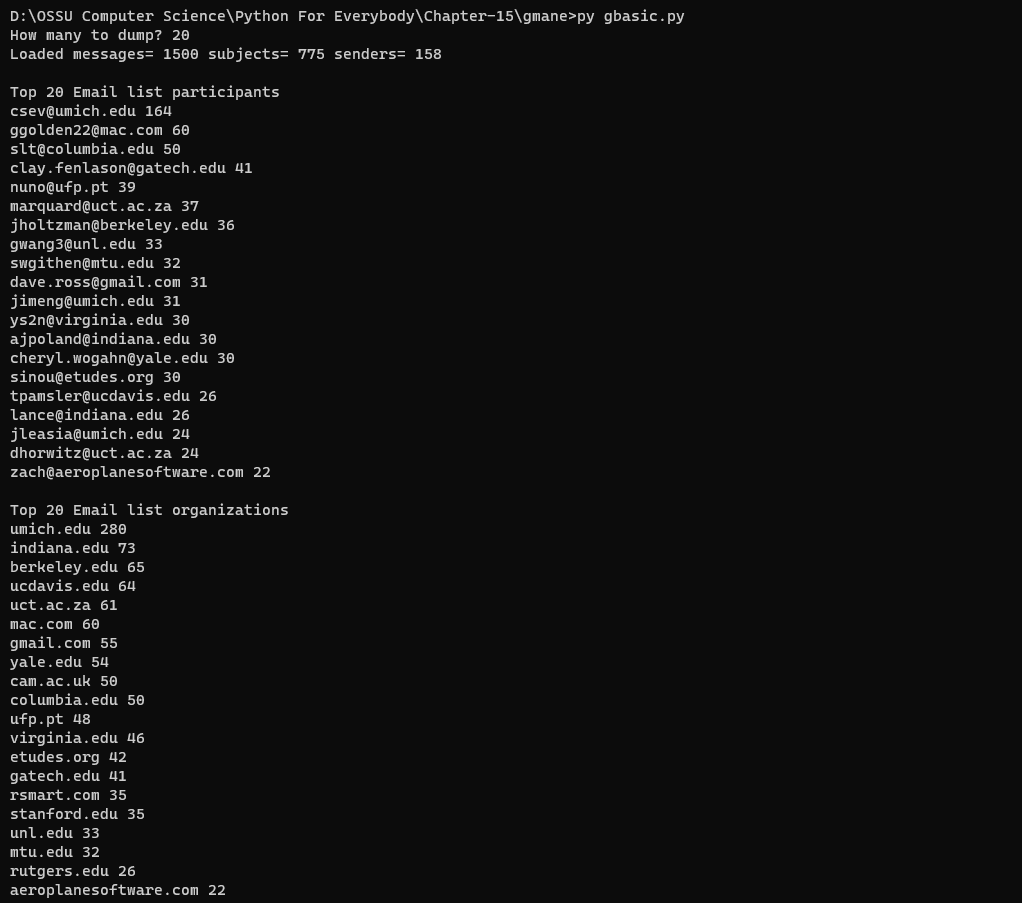 D:\OSSU Computer Science\Python For Everybody\Chapter-15\gmane>py gbasic.py
How many to dump? 20
Loaded messages= 1500 subjects= 775 senders= 158

Top 20 Email list participants
csev@umich.edu 164
ggolden22@mac.com 60
slt@columbia.edu 50
clay.fenlason@gatech.edu 41
nuno@ufp.pt 39
marquard@uct.ac.za 37
jholtzman@berkeley.edu 36
gwang3@unl.edu 33
swgithen@mtu.edu 32
dave.ross@gmail.com 31
jimeng@umich.edu 31
ys2n@virginia.edu 30
ajpoland@indiana.edu 30
cheryl.wogahn@yale.edu 30
sinou@etudes.org 30
tpamsler@ucdavis.edu 26
lance@indiana.edu 26
jleasia@umich.edu 24
dhorwitz@uct.ac.za 24
zach@aeroplanesoftware.com 22

Top 20 Email list organizations
umich.edu 280
indiana.edu 73
berkeley.edu 65
ucdavis.edu 64
uct.ac.za 61
mac.com 60
gmail.com 55
yale.edu 54
cam.ac.uk 50
columbia.edu 50
ufp.pt 48
virginia.edu 46
etudes.org 42
gatech.edu 41
rsmart.com 35
stanford.edu 35
unl.edu 33
mtu.edu 32
rutgers.edu 26
aeroplanesoftware.com 22